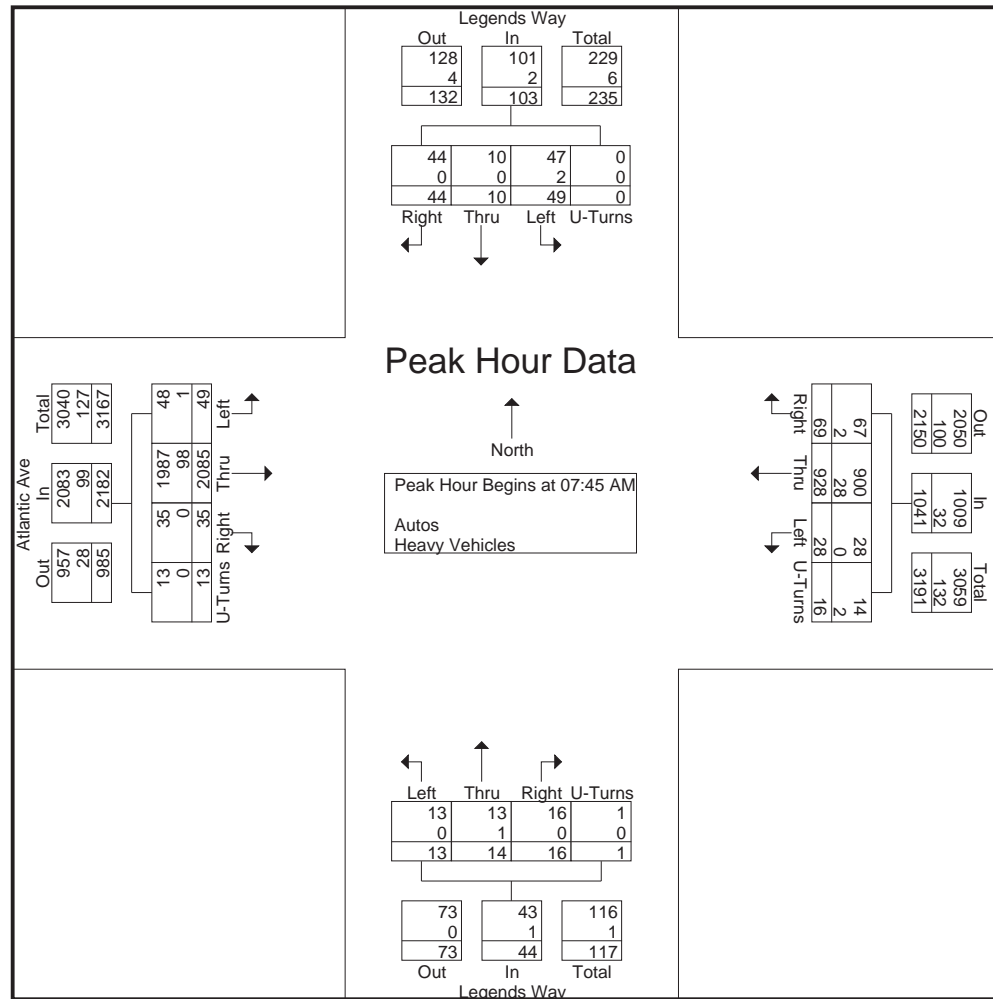 Legends Way
Out In Total
128 101 229
4 2 6
132 103 235
44 10 47 0
0 0 2 0
44 10 49 0
Right Thru Left U-Turns
Peak Hour Data
North
Peak Hour Begins at 07:45 AM
Autos
Heavy Vehicles
Atlantic Ave
Out In Total
957 2083 3040
28 99 127
985 2182 3167
13 35 1987 48
0 0 98 1
13 35 2085 49
U-Turns Right Thru Left
Out In Total
2050 1009 3059
100 32 132
2150 1041 3191
67 900 28 14
2 28 0 2
69 928 28 16
Right Thru Left U-Turns
Left Thru Right U-Turns
13 13 16 1
0 1 0 0
13 14 16 1
73 43 116
0 1 1
73 44 117
Out In Total
Legends Way